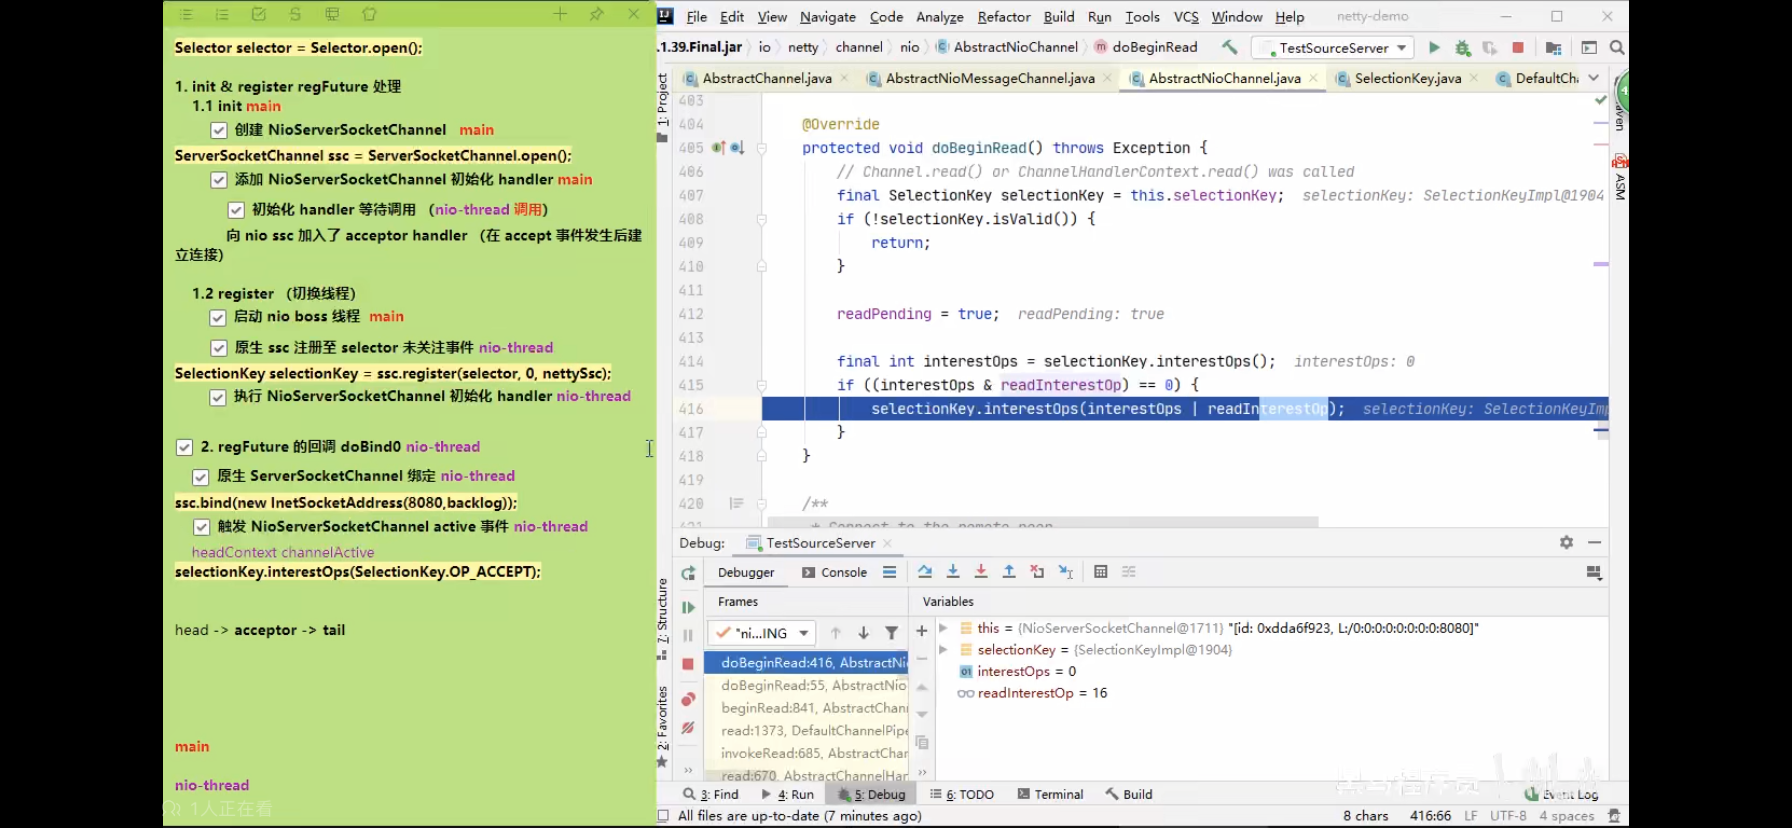 Selector selector = Selector.open();
1. init & register regFuture 处理
1.1 init main
创建 NioServerSocketChannel main
ServerSocketChannel ssc = ServerSocketChannel.open();
添加 NioServerSocketChannel 初始化 handler main
初始化 handler 等待调用 （nio-thread 调用）
向 nio ssc 加入了 acceptor handler （在 accept 事件发生后建
立连接)
1.2 register （切换线程）
启动 nio boss 线程 main
原生 ssc 注册至 selector 未关注事件 nio-thread
SelectionKey selectionKey = ssc.register(selector, 0, nettySsc);
执行 NioServerSocketChannel 初始化 handler nio-thread
2. regFuture 的回调 doBind0 nio-thread
原生 ServerSocketChannel 绑定 nio-thread
ssc.bind(new InetSocketAddress(8080,backlog));
触发 NioServerSocketChannel active 事件 nio-thread
headContext channelActive
selectionKey.interestOps(SelectionKey.OP_ACCEPT);
head -> acceptor -> tail
main
nio-thread
1人正在看
File Edit View Navigate Code Analyze Refactor Build Run Tools VCS Window Help netty-demo
.1.39.Final.jar io netty channel nio AbstractNioChannel doBeginRead TestSourceServer
AbstractChannel.java AbstractNioMessageChannel.java AbstractNioChannel.java SelectionKey.java DefaultCh
1: Project
ASM
403
404 @Override
405 protected void doBeginRead() throws Exception {
406 // Channel.read() or ChannelHandlerContext.read() was called
407 final SelectionKey selectionKey = this.selectionKey; selectionKey: SelectionKeyImpl@1904
408 if (!selectionKey.isValid()) {
409 return;
410 }
411
412 readPending = true; readPending: true
413
414 final int interestOps = selectionKey.interestOps(); interestOps: 0
415 if ((interestOps & readInterestOp) == 0) {
416 selectionKey.interestOps(interestOps | readInterestOp); selectionKey: SelectionKeyImp
417 }
418 }
419
420 /**
Debug: TestSourceServer
Debugger Console
Frames Variables
7: Structure
2: Favorites
"ni...ING
doBeginRead:416, AbstractNi
doBeginRead:55, AbstractNio
beginRead:841, AbstractChan
read:1373, DefaultChannelPipe
invokeRead:685, AbstractChan
read:670, AbstractChannelHan
this = {NioServerSocketChannel@1711} "[id: 0xdda6f923, L:/0:0:0:0:0:0:0:0:8080]"
selectionKey = {SelectionKeyImpl@1904}
interestOps = 0
readInterestOp = 16
3: Find 4: Run 5: Debug 6: TODO Terminal Build Event Log
All files are up-to-date (7 minutes ago) 8 chars 416:66 LF UTF-8 4 spaces